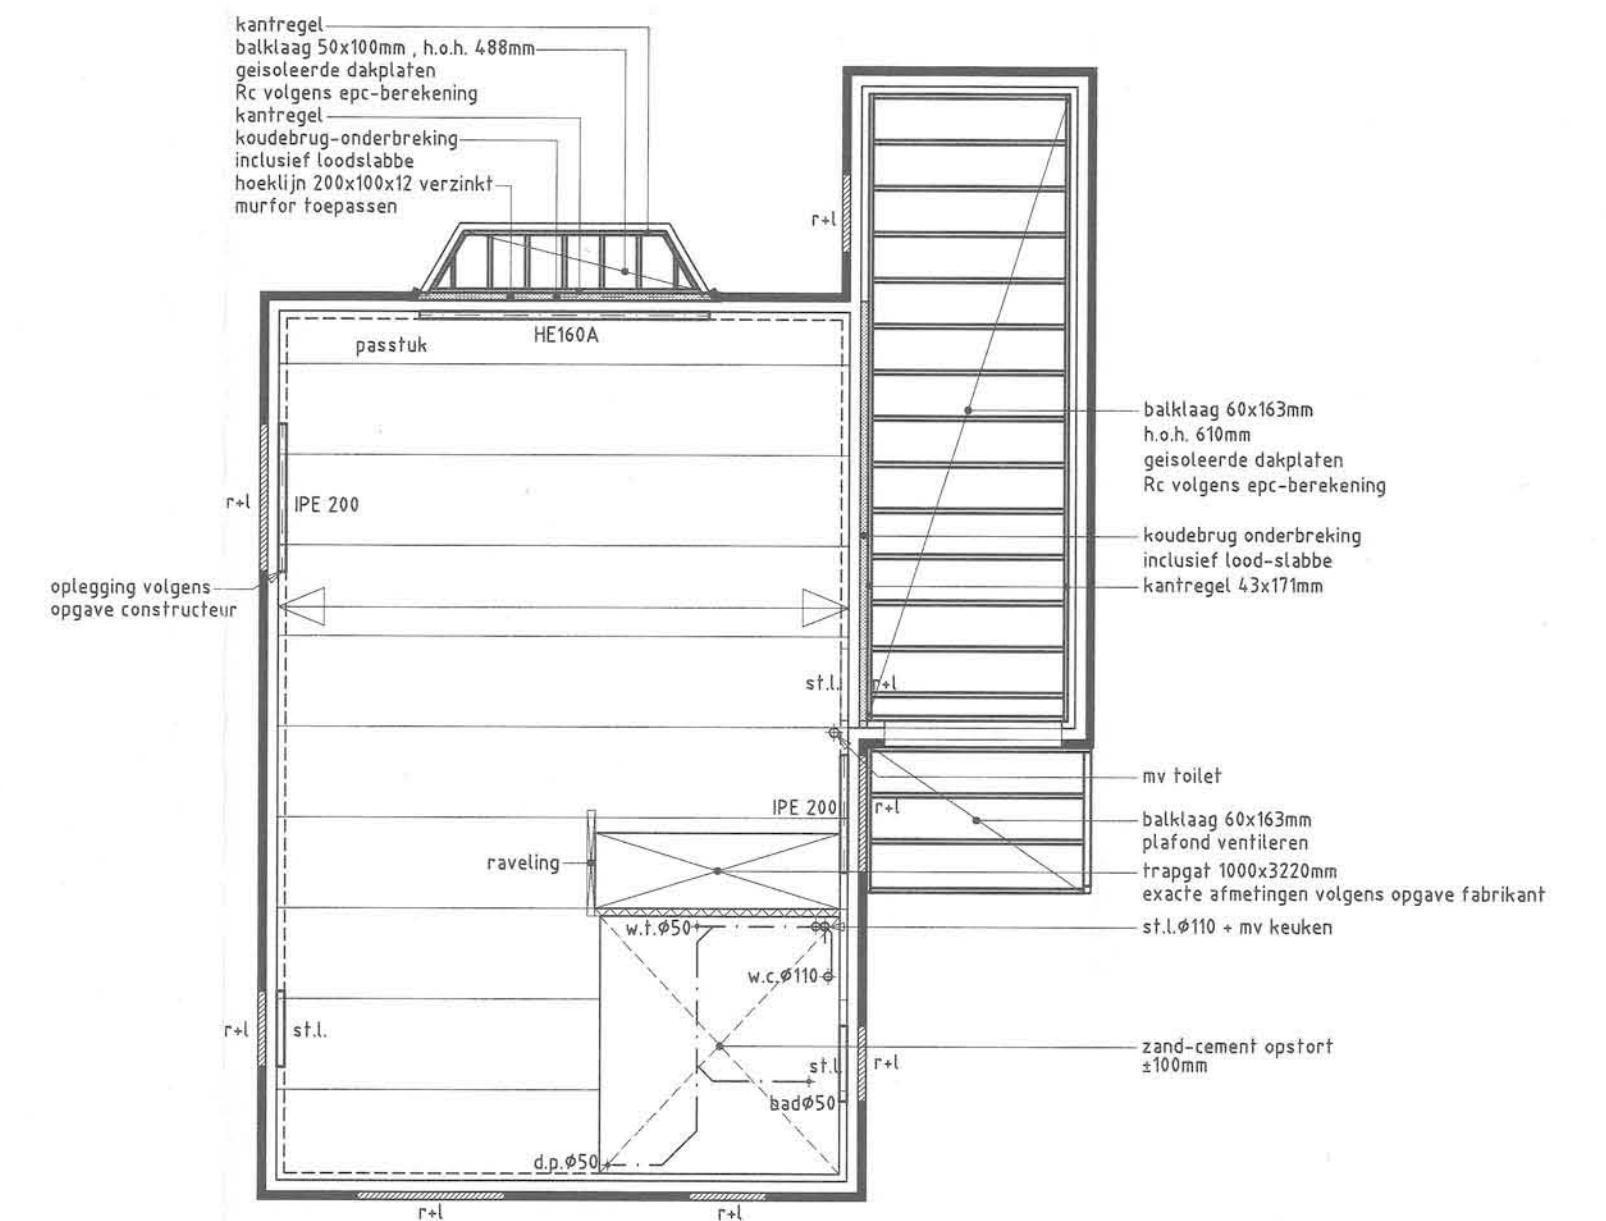 kantregel
balklaag 50x100mm , h.o.h. 488mm
geisoleerde dakplaten
Rc volgens epc-berekening
kantregel
koudebrug-onderbreking
inclusief loodslabbe
hoeklijn 200x100x12 verzinkt
murfor toepassen
r+l
HE160A
passtuk
balklaag 60x163mm
h.o.h. 610mm
geisoleerde dakplaten
Rc volgens epc-berekening
r+l
IPE 200
koudebrug onderbreking
inclusief lood-slabbe
kantregel 43x171mm
oplegging volgens
opgave constructeur
st.l.
r+l
mv toilet
IPE 200
r+l
balklaag 60x163mm
plafond ventileren
raveling
trapgat 1000x3220mm
exacte afmetingen volgens opgave fabrikant
w.t.ø50
st.l.ø110 + mv keuken
w.c.ø110
r+l
st.l.
zand-cement opstort
±100mm
st.l.
r+l
badø50
d.p.ø50
r+l
r+l